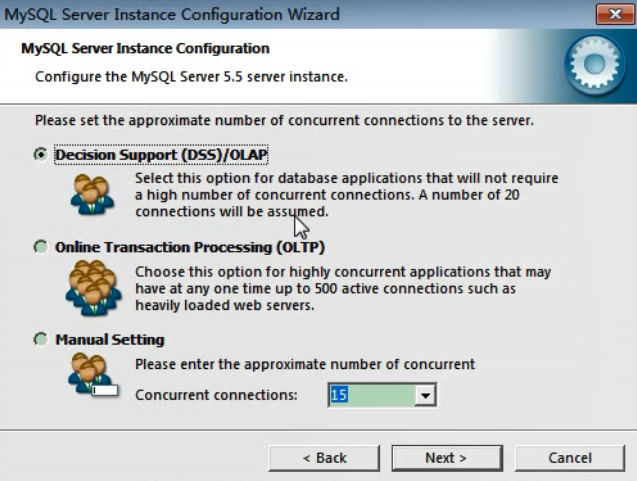 MySQL Server Instance Configuration Wizard
MySQL Server Instance Configuration
Configure the MySQL Server 5.5 server instance.
Please set the approximate number of concurrent connections to the server.
Decision Support (DSS)/OLAP
Select this option for database applications that will not require
a high number of concurrent connections. A number of 20
connections will be assumed.
Online Transaction Processing (OLTP)
Choose this option for highly concurrent applications that may
have at any one time up to 500 active connections such as
heavily loaded web servers.
Manual Setting
Please enter the approximate number of concurrent
Concurrent connections: 15
< Back Next > Cancel